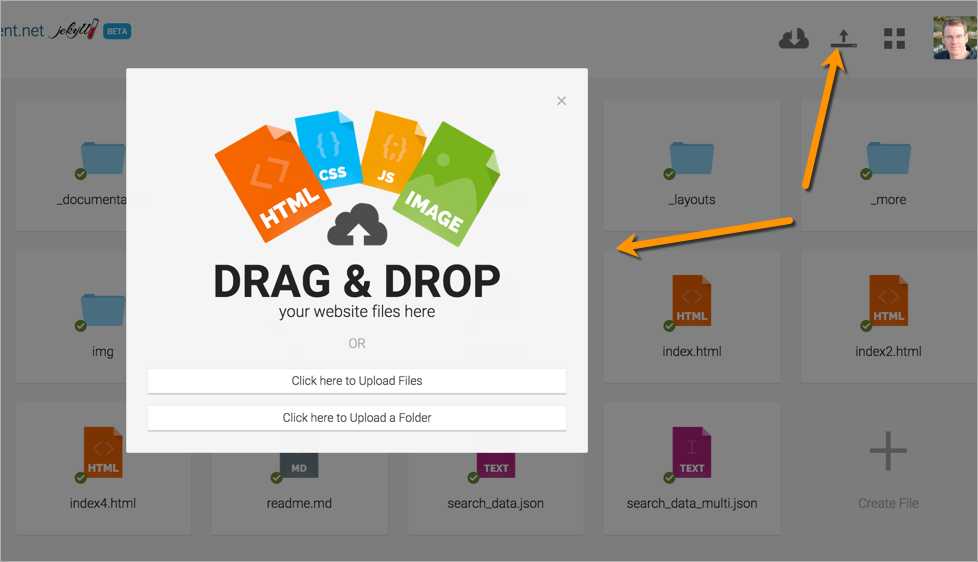 ent.net jekyll BETA
HTML
CSS
JS
IMAGE
DRAG & DROP
your website files here
OR
Click here to Upload Files
Click here to Upload a Folder
_documenta
_layouts
_more
img
HTML
index.html
HTML
index2.html
HTML
index4.html
MD
readme.md
TEXT
search_data.json
TEXT
search_data_multi.json
Create File